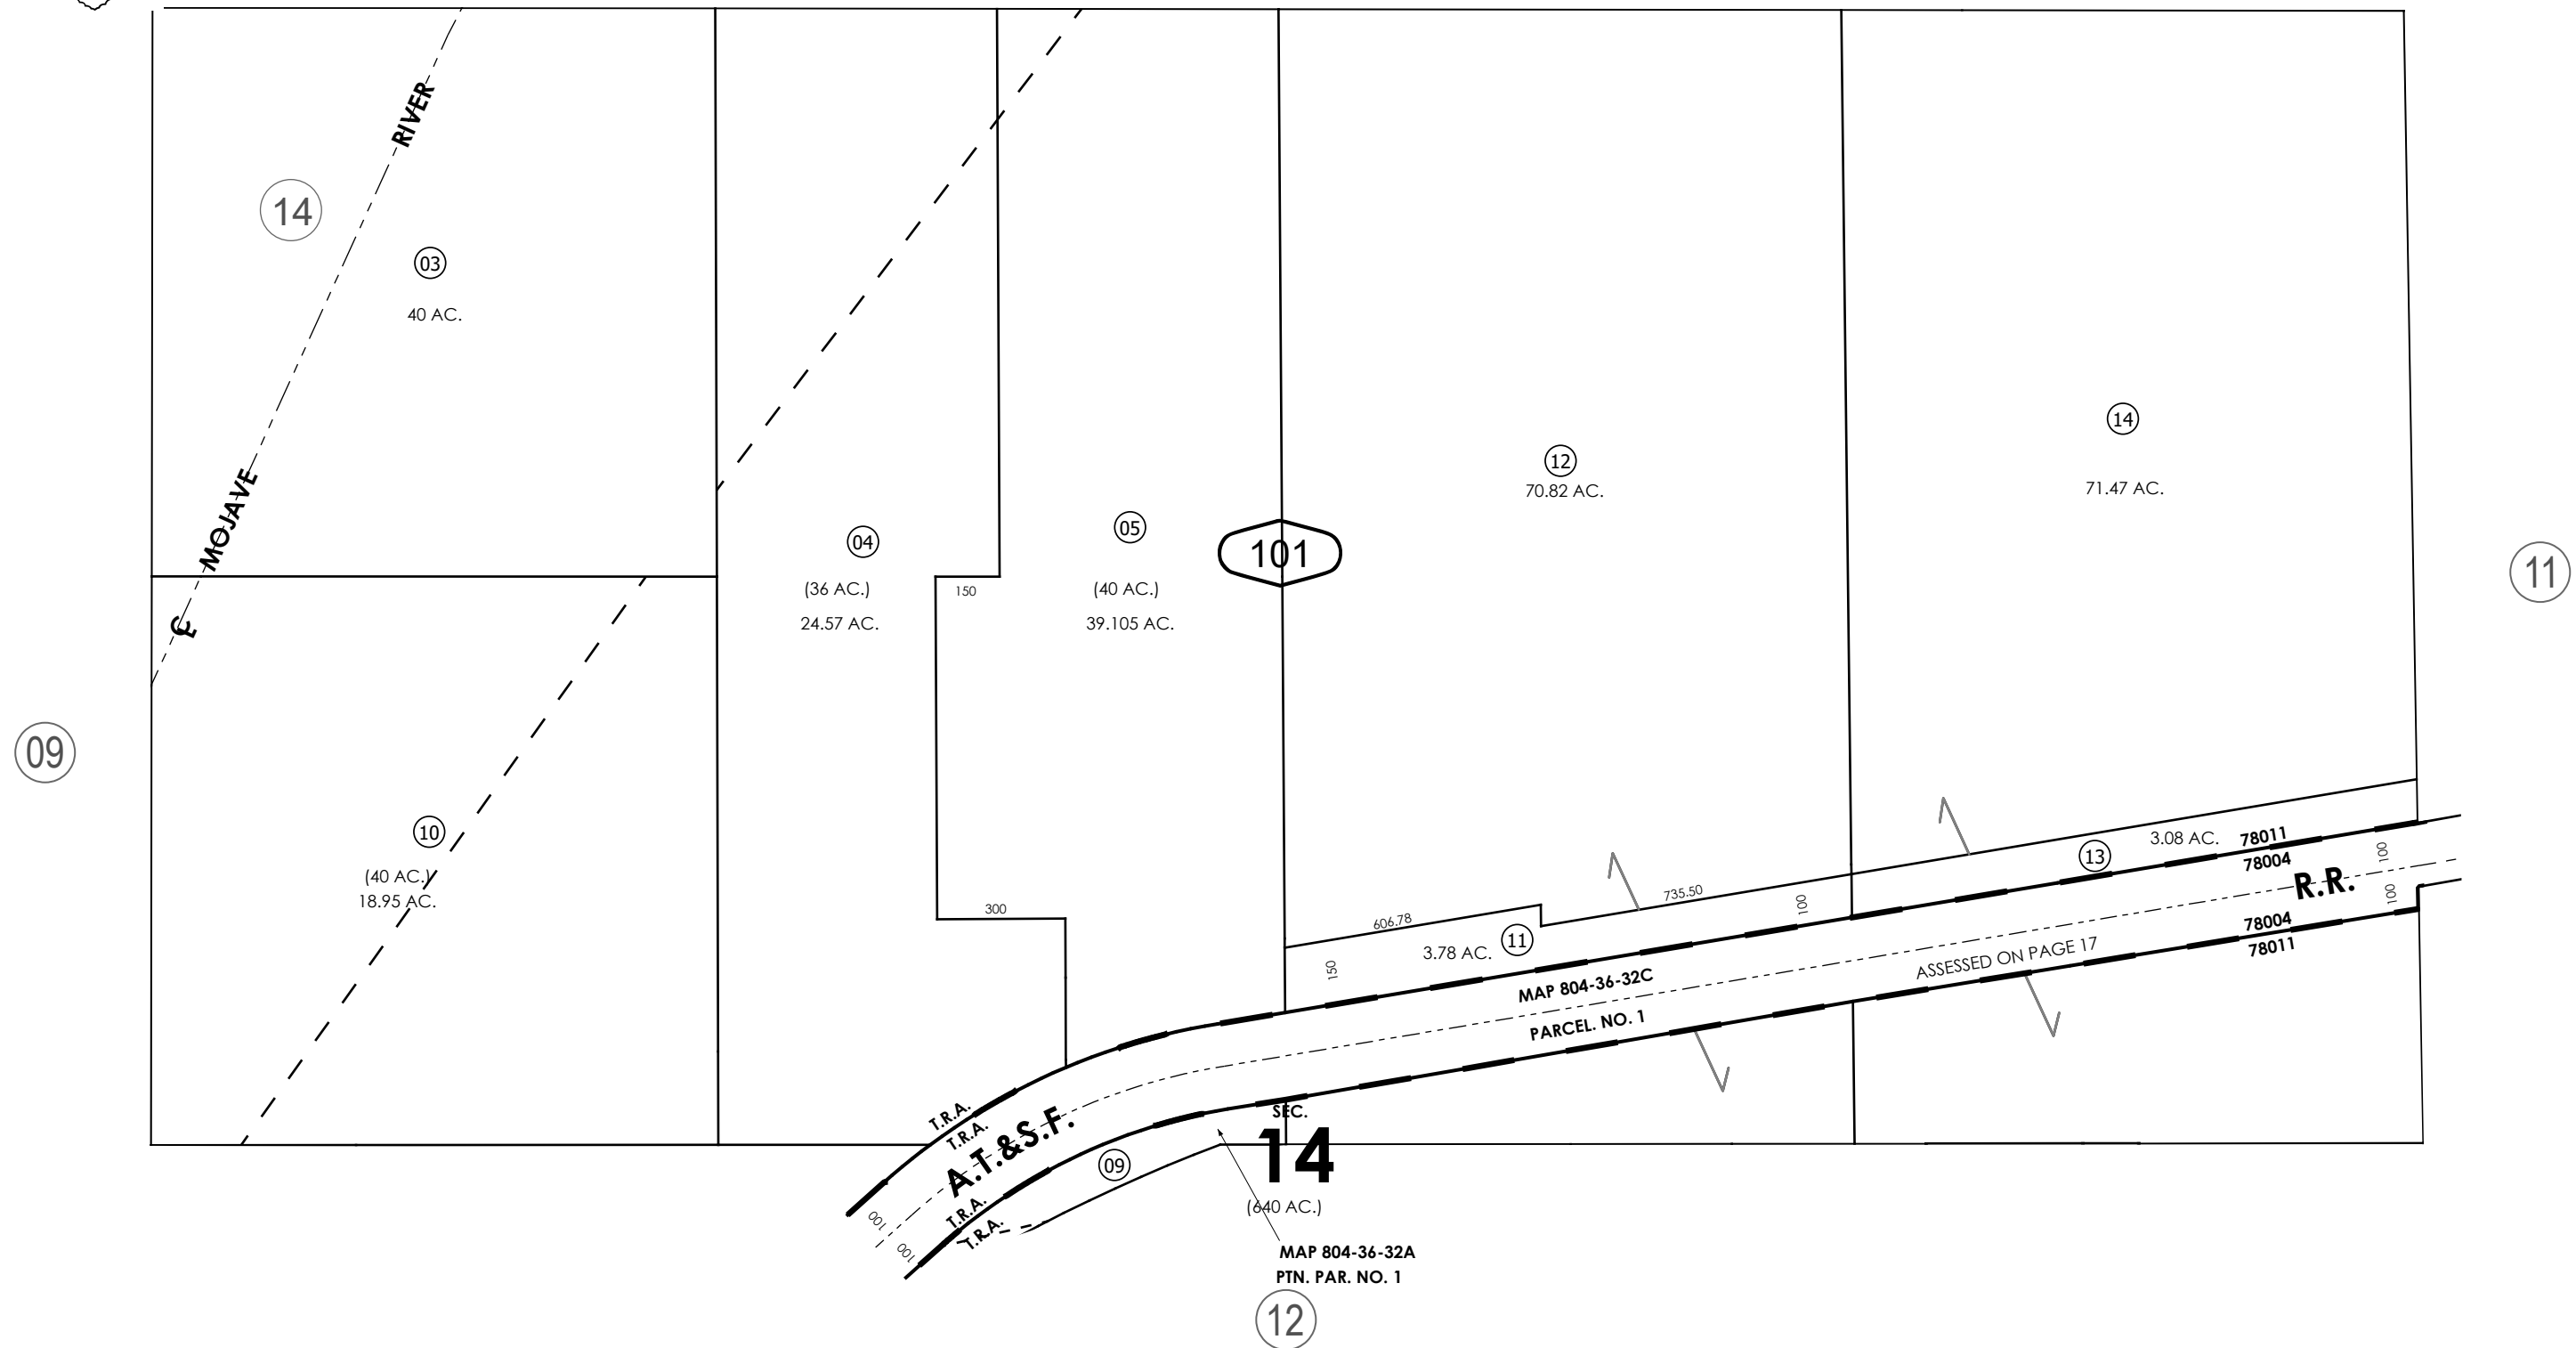 RIVER
14
03
40 AC.
MOJAVE
CL
09
10
(40 AC.)
18.95 AC.
04
(36 AC.)
24.57 AC.
150
300
05
(40 AC.)
39.105 AC.
101
12
70.82 AC.
14
71.47 AC.
11
606.78
735.50
100
150
3.78 AC.
11
13
3.08 AC.
78011
78004
100
R.R.
100
78004
78011
ASSESSED ON PAGE 17
MAP 804-36-32C
PARCEL. NO. 1
T.R.A.
T.R.A.
A.T.&S.F.
T.R.A.
T.R.A.
100
100
09
SEC.
14
(640 AC.)
MAP 804-36-32A
PTN. PAR. NO. 1
12